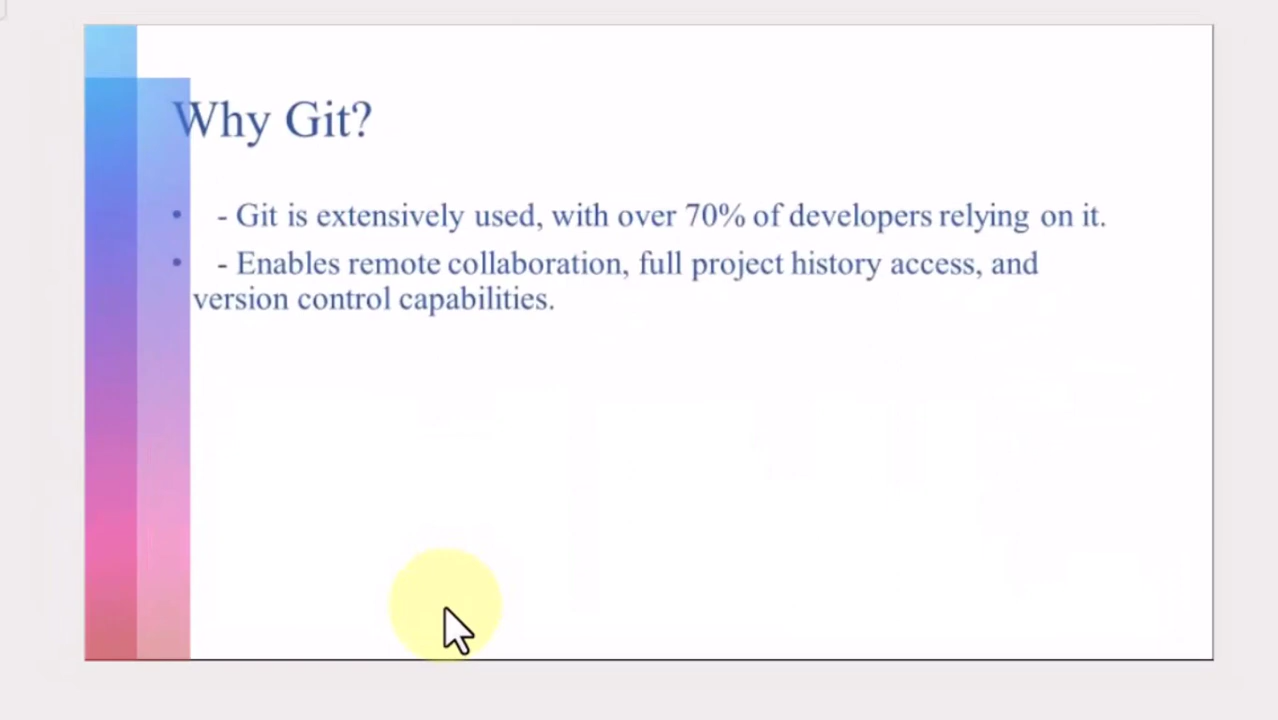 Why Git?
• - Git is extensively used, with over 70% of developers relying on it.
• - Enables remote collaboration, full project history access, and
version control capabilities.